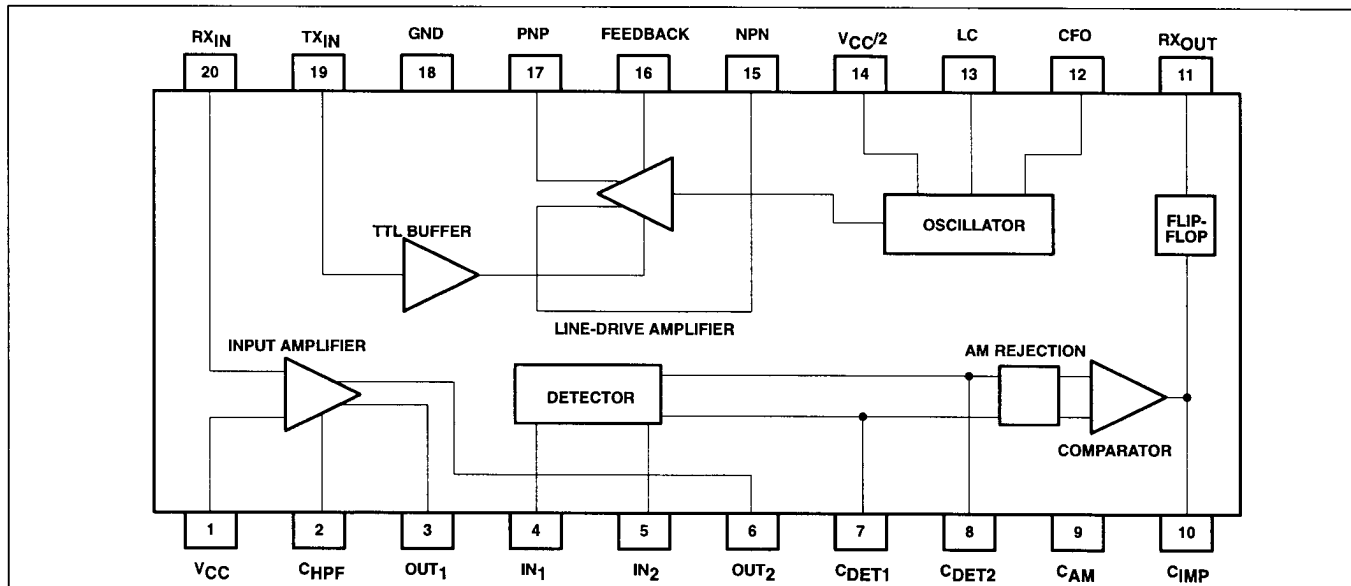 RXIN TXIN GND PNP FEEDBACK NPN VCC/2 LC CFO RXOUT
20 19 18 17 16 15 14 13 12 11
OSCILLATOR
FLIP-
FLOP
TTL BUFFER
LINE-DRIVE AMPLIFIER
INPUT AMPLIFIER
AM REJECTION
DETECTOR
COMPARATOR
1 2 3 4 5 6 7 8 9 10
VCC CHPF OUT1 IN1 IN2 OUT2 CDET1 CDET2 CAM CIMP